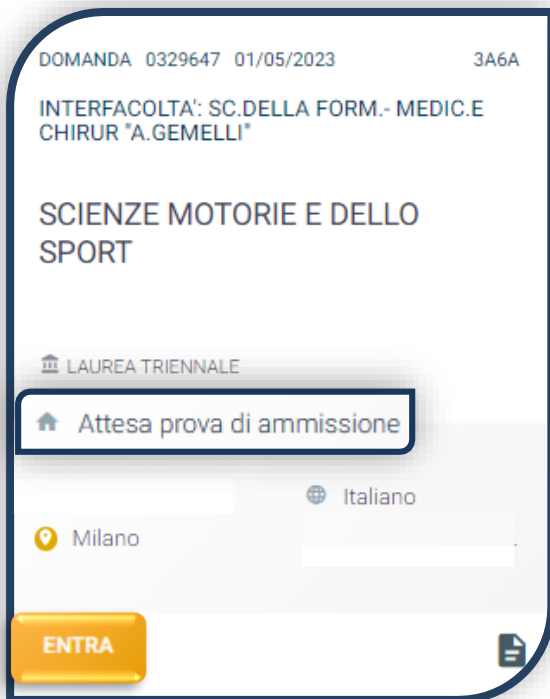 DOMANDA 0329647 01/05/2023 3A6A
INTERFACOLTA': SC.DELLA FORM.- MEDIC.E
CHIRUR "A.GEMELLI"
SCIENZE MOTORIE E DELLO
SPORT
LAUREA TRIENNALE
Attesa prova di ammissione
Italiano
Milano
ENTRA